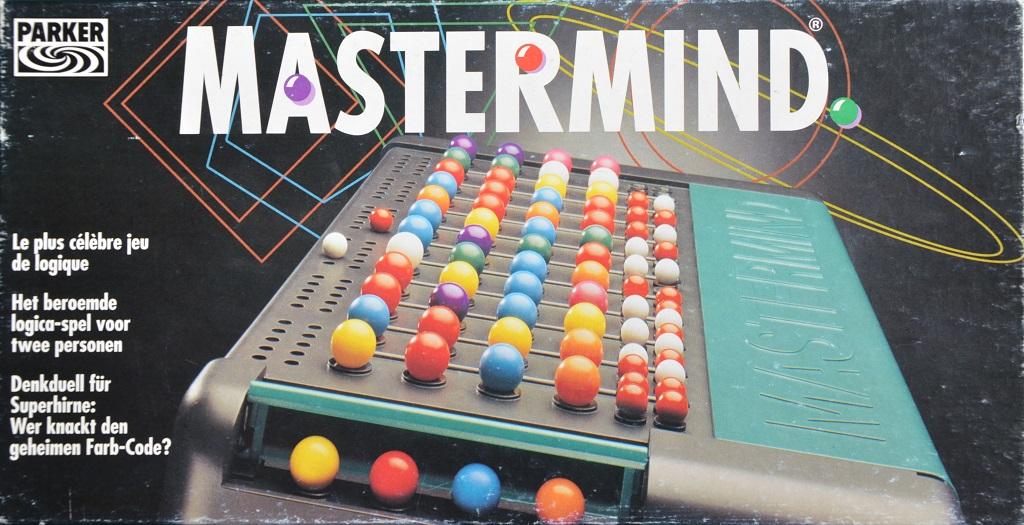 PARKER
MASTERMIND®
Le plus célèbre jeu
de logique
Het beroemde
logica-spel voor
twee personen
Denkduell für
Superhirne:
Wer knackt den
geheimen Farb-Code?
MASTERMIND